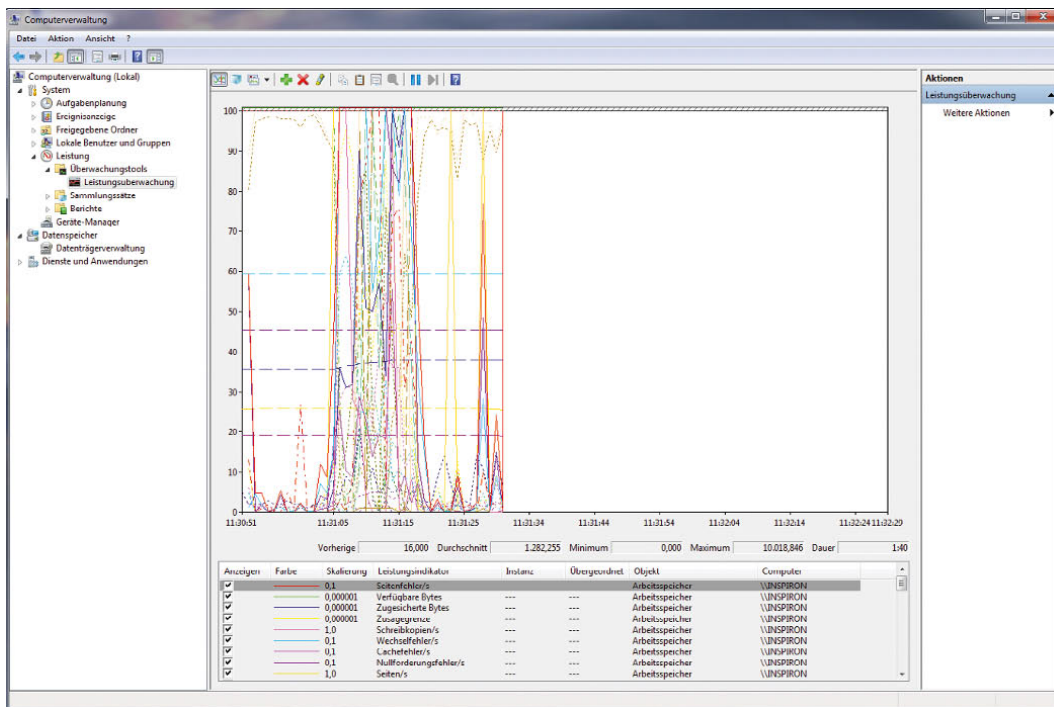 Computerverwaltung
Datei Aktion Ansicht ?
Computerverwaltung (Lokal)
System
Aufgabenplanung
Ereignisanzeige
Freigegebene Ordner
Lokale Benutzer und Gruppen
Leistung
Überwachungstools
Leistungsüberwachung
Sammlungssätze
Berichte
Geräte-Manager
Datenspeicher
Datenträgerverwaltung
Dienste und Anwendungen
100
90
80
70
60
50
40
30
20
10
0
11:30:51 11:31:05 11:31:15 11:31:25 11:31:34 11:31:44 11:31:54 11:32:04 11:32:14 11:32:24 11:32:29
Vorherige 16,000 Durchschnitt 1.282,255 Minimum 0,000 Maximum 10.018,846 Dauer 1:40
Anzeigen Farbe Skalierung Leistungsindikator Instanz Übergeordnet Objekt Computer
0,1 Seitenfehler/s Arbeitsspeicher \\INSPIRON
0,000001 Verfügbare Bytes --- --- Arbeitsspeicher \\INSPIRON
0,000001 Zugesicherte Bytes --- --- Arbeitsspeicher \\INSPIRON
0,000001 Zusagegrenze --- --- Arbeitsspeicher \\INSPIRON
1,0 Schreibkopien/s --- --- Arbeitsspeicher \\INSPIRON
0,1 Wechselfehler/s --- --- Arbeitsspeicher \\INSPIRON
0,1 Cachefehler/s --- --- Arbeitsspeicher \\INSPIRON
0,1 Nullforderungsfehler/s --- --- Arbeitsspeicher \\INSPIRON
1,0 Seiten/s --- --- Arbeitsspeicher \\INSPIRON
Aktionen
Leistungsüberwachung
Weitere Aktionen